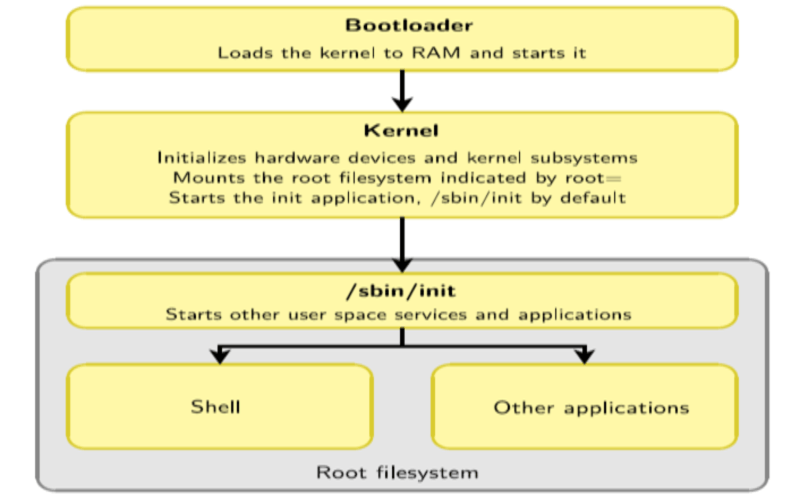 Bootloader
Loads the kernel to RAM and starts it
Kernel
Initializes hardware devices and kernel subsystems
Mounts the root filesystem indicated by root=
Starts the init application, /sbin/init by default
/sbin/init
Starts other user space services and applications
Shell
Other applications
Root filesystem